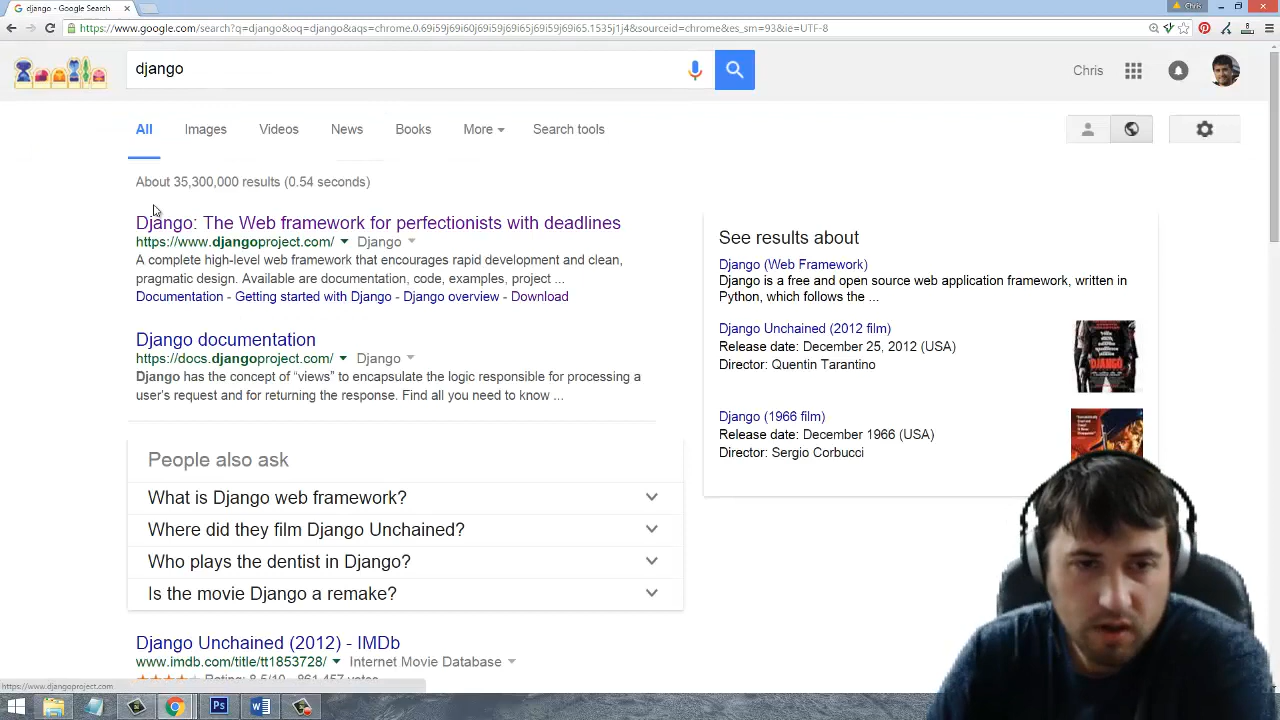 django - Google Search
Chris
https://www.google.com/search?q=django&oq=django&aqs=chrome.0.69i59j69i60j69i59j69i65j69i59j69i65.1535j1j4&sourceid=chrome&es_sm=93&ie=UTF-8
django
Chris
All Images Videos News Books More Search tools
About 35,300,000 results (0.54 seconds)
Django: The Web framework for perfectionists with deadlines
https://www.djangoproject.com/ Django
A complete high-level web framework that encourages rapid development and clean,
pragmatic design. Available are documentation, code, examples, project ...
Documentation - Getting started with Django - Django overview - Download
Django documentation
https://docs.djangoproject.com/ Django
Django has the concept of “views” to encapsulate the logic responsible for processing a
user's request and for returning the response. Find all you need to know ...
People also ask
What is Django web framework?
Where did they film Django Unchained?
Who plays the dentist in Django?
Is the movie Django a remake?
Django Unchained (2012) - IMDb
www.imdb.com/title/tt1853728/ Internet Movie Database
Rating: 8.5/10 - 861,457 votes
See results about
Django (Web Framework)
Django is a free and open source web application framework, written in
Python, which follows the ...
Django Unchained (2012 film)
Release date: December 25, 2012 (USA)
Director: Quentin Tarantino
DJANGO
Django (1966 film)
Release date: December 1966 (USA)
Director: Sergio Corbucci
https://www.djangoproject.com